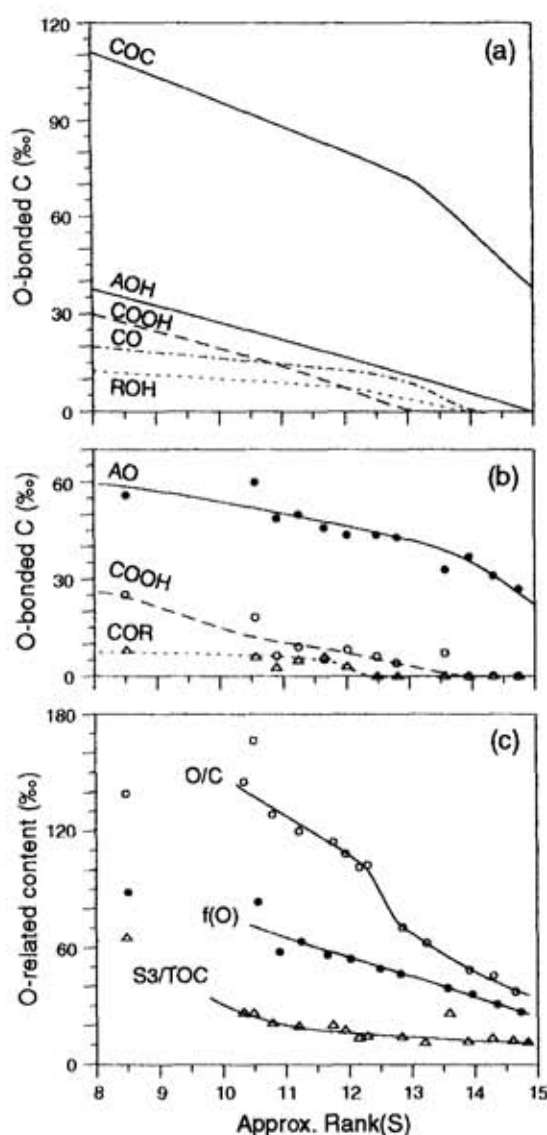 120
(a)
COC
90
O-bonded C (‰)
60
AOH
30
COOH
CO
ROH
0
(b)
60
AO
O-bonded C (‰)
30
COOH
COR
0
180
(c)
O/C
120
O-related content (‰)
f(O)
60
S3/TOC
0
8 9 10 11 12 13 14 15
Approx. Rank(S)